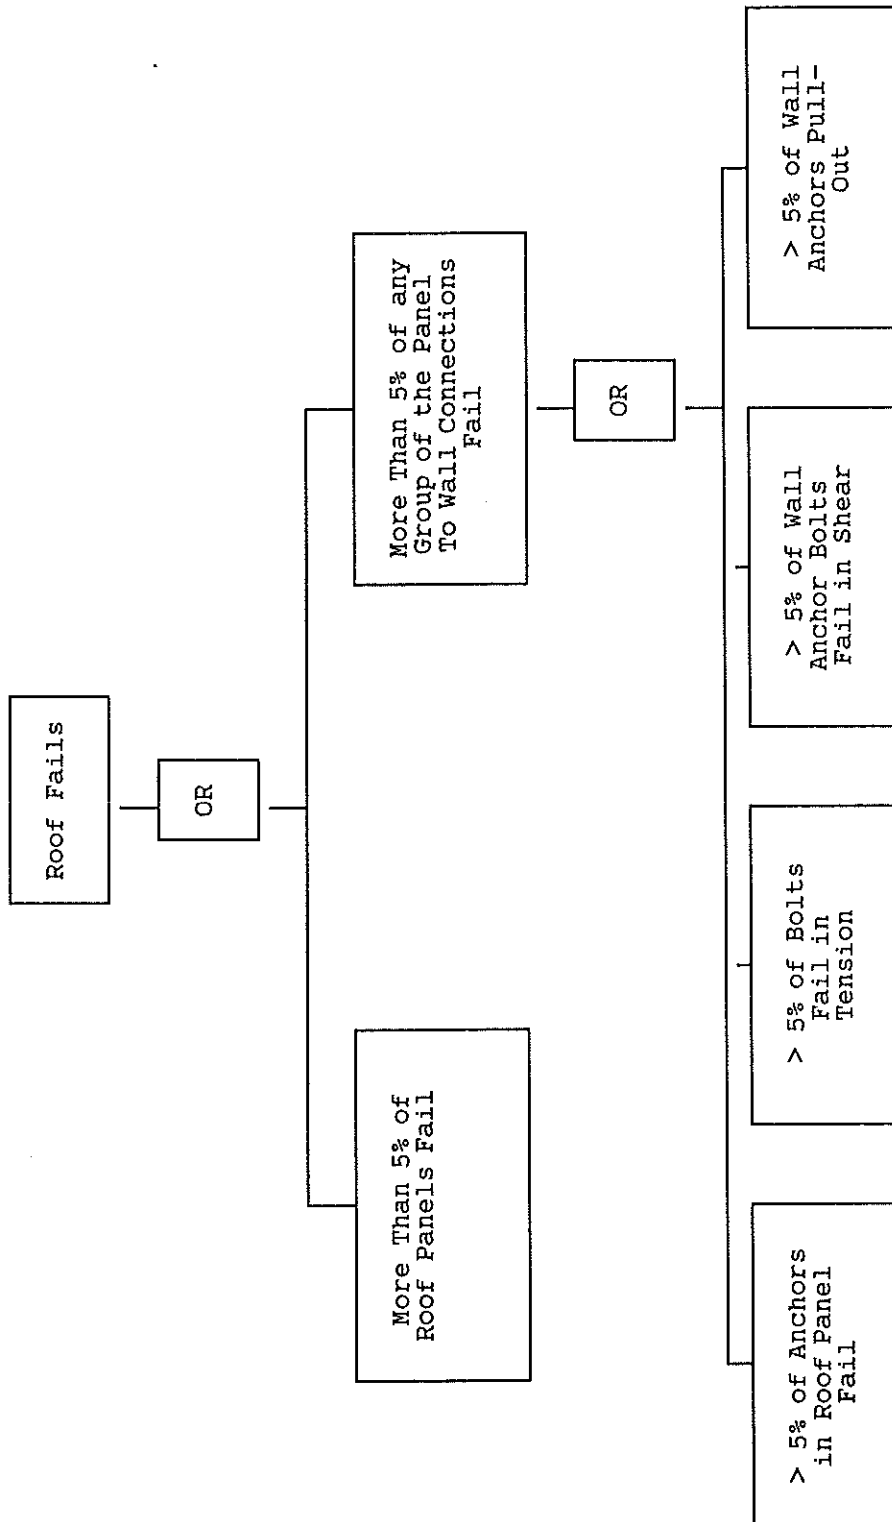 Roof Fails
OR
More Than 5% of
Roof Panels Fail
More Than 5% of any
Group of the Panel
To Wall Connections
Fail
OR
> 5% of Anchors
in Roof Panel
Fail
> 5% of Bolts
Fail in
Tension
> 5% of Wall
Anchor Bolts
Fail in Shear
> 5% of Wall
Anchors Pull-
Out